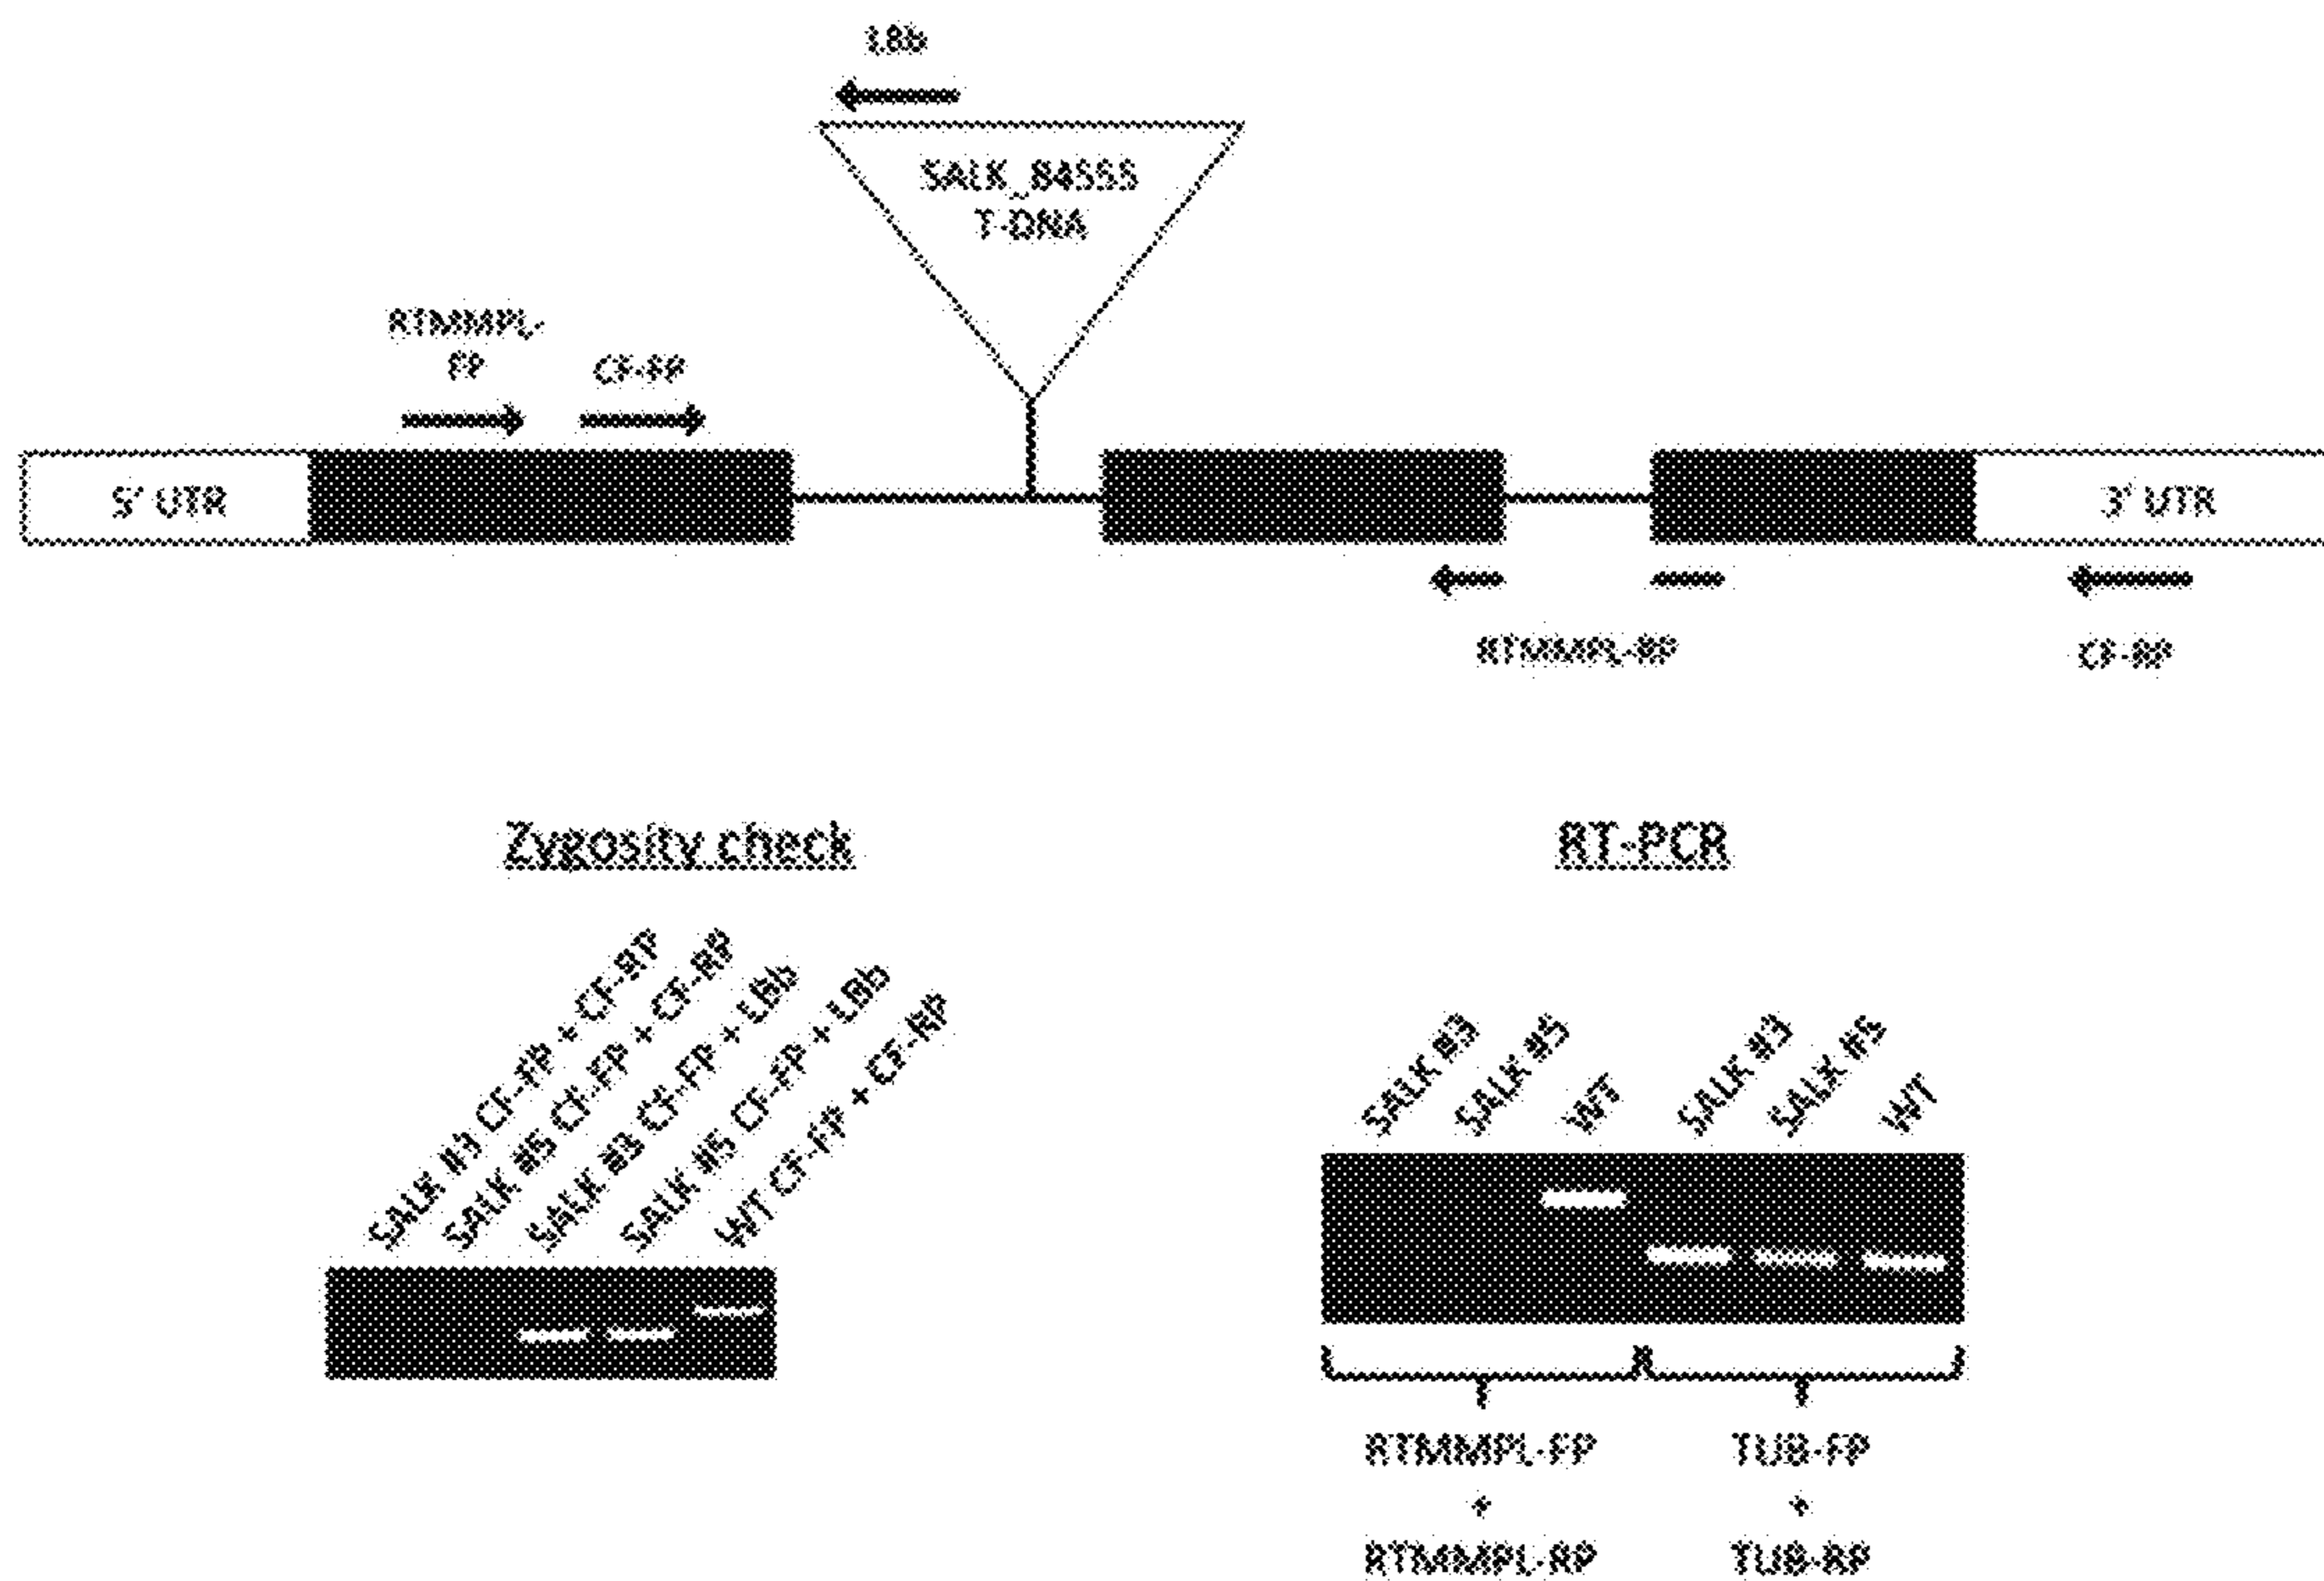 LBb
SALK_84555
T-DNA
RTMMPL-
FP
CF-FP
5' UTR
3' UTR
RTMMPL-RP
CF-RP
Zygosity check
RT-PCR
SALK #3 CF-FP + CF-RP
SALK #5 CF-FP + CF-RP
SALK #3 CF-FP + LBb
SALK #5 CF-FP + LBb
WT CF-FP + CF-RP
SALK #3
SALK #5
WT
SALK #3
SALK #5
WT
RTMMPL-FP
+
RTMMPL-RP
TUB-FP
+
TUB-RP